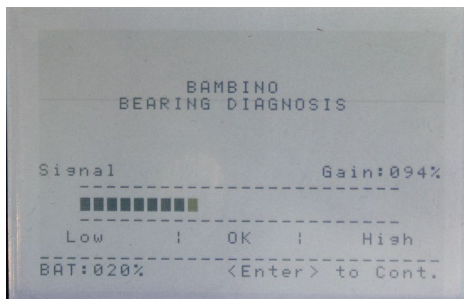 BAMBINO
BEARING DIAGNOSIS
Signal Gain:094%
Low | OK | High
BAT:020% <Enter> to Cont.